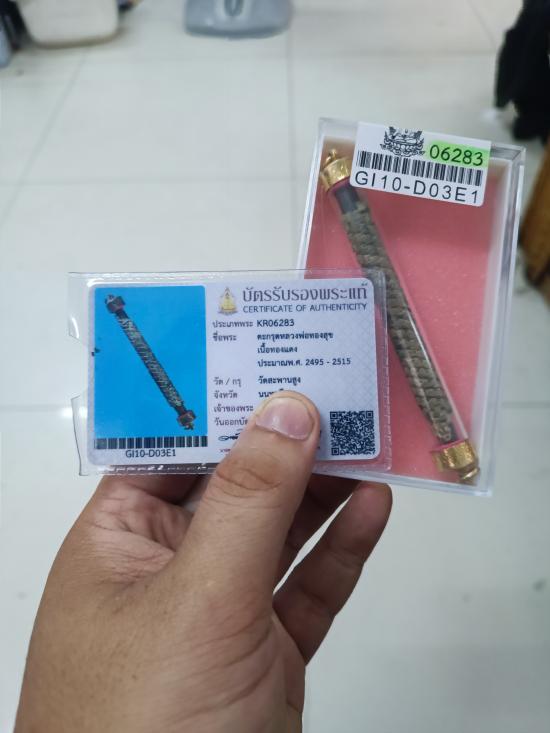 06283
GI10-D03E1
บัตรรับรองพระแท้
CERTIFICATE OF AUTHENTICITY
ประเภทพระ KR06283
ชื่อพระ ตะกรุดหลวงพ่อทองสุข
เนื้อทองแดง
ประมาณพ.ศ. 2495 - 2515
วัด / กรุ วัดสะพานสูง
จังหวัด
เจ้าของพระ
วันออกบัตร
GI10-D03E1